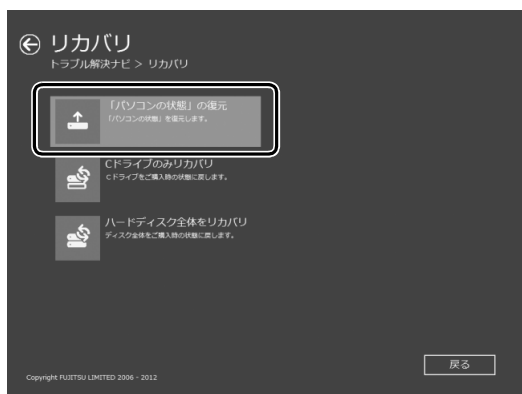 リカバリ
トラブル解決ナビ > リカバリ
「パソコンの状態」の復元
「パソコンの状態」を復元します。
Cドライブのみリカバリ
Cドライブをご購入時の状態に戻します。
ハードディスク全体をリカバリ
ディスク全体をご購入時の状態に戻します。
戻る
Copyright FUJITSU LIMITED 2006 - 2012